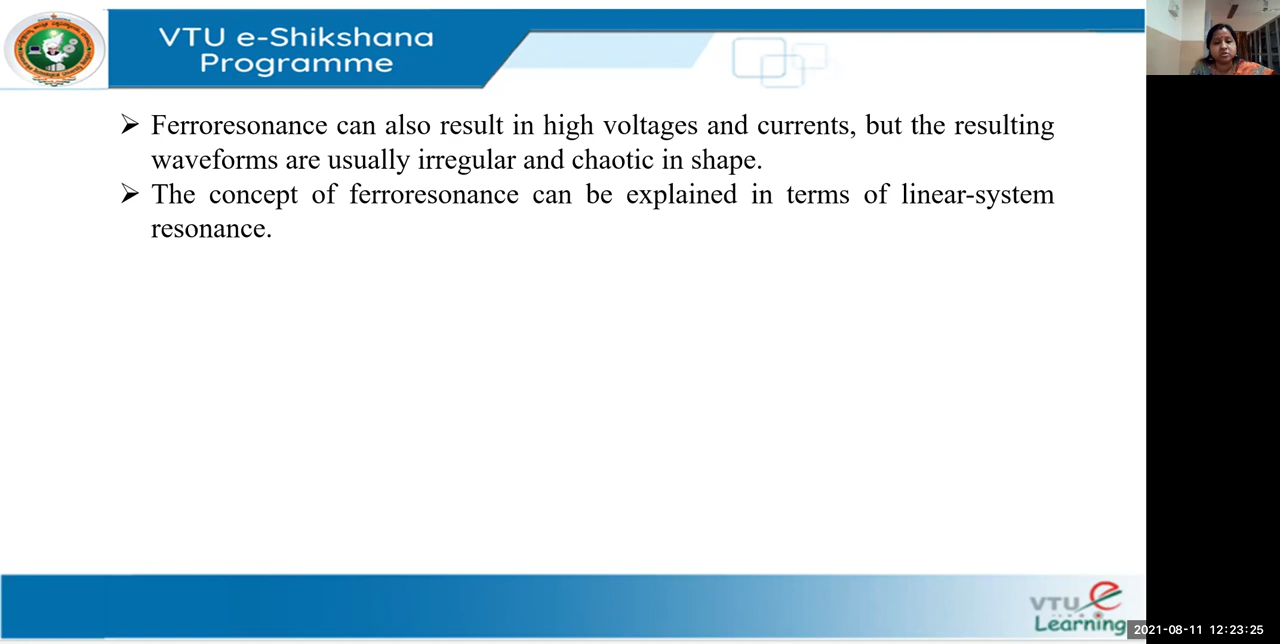 VTU e-Shikshana
Programme
➢ Ferroresonance can also result in high voltages and currents, but the resulting
waveforms are usually irregular and chaotic in shape.
➢ The concept of ferroresonance can be explained in terms of linear-system
resonance.
VTU e
Learning
2021-08-11 12:23:25